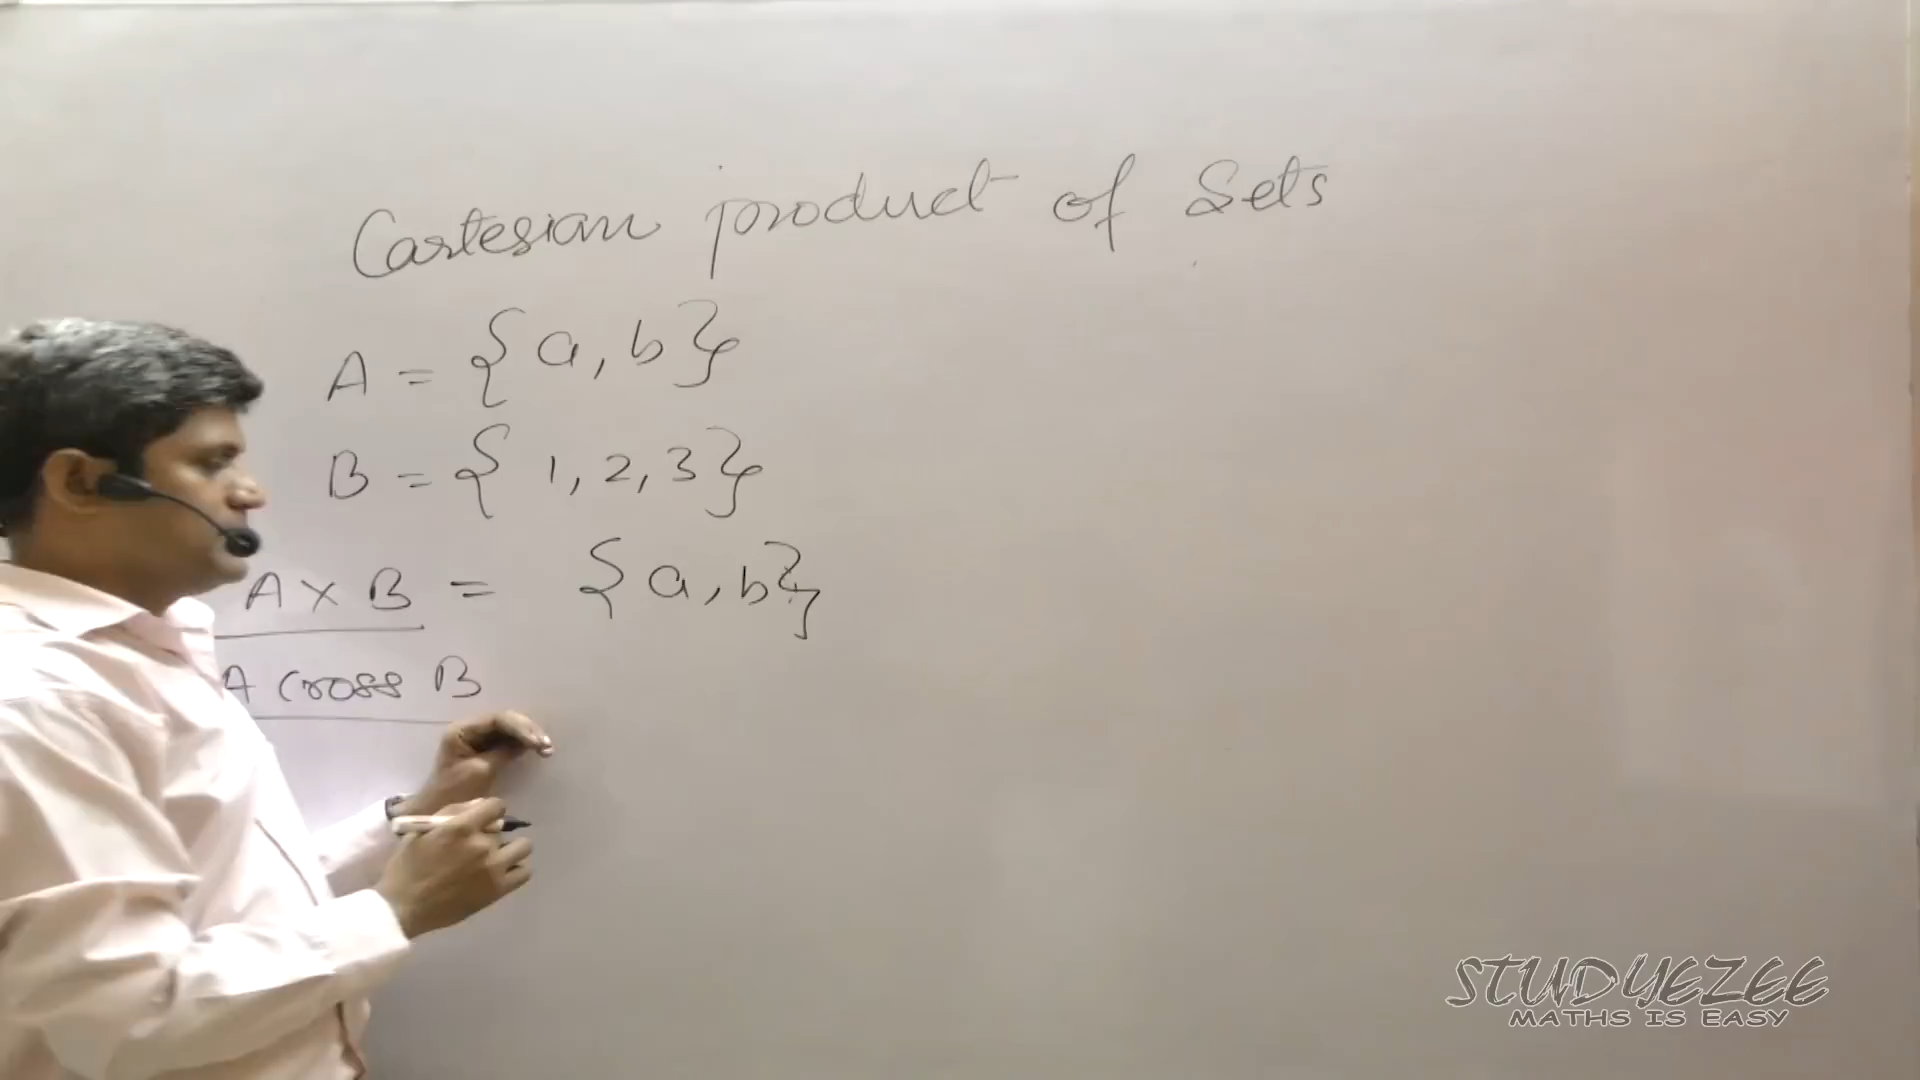 Cartesian product of Sets
A = {a, b}
B = { 1, 2, 3}
A X B = {a, b}
A Cross B
STUDYEZEE
MATHS IS EASY